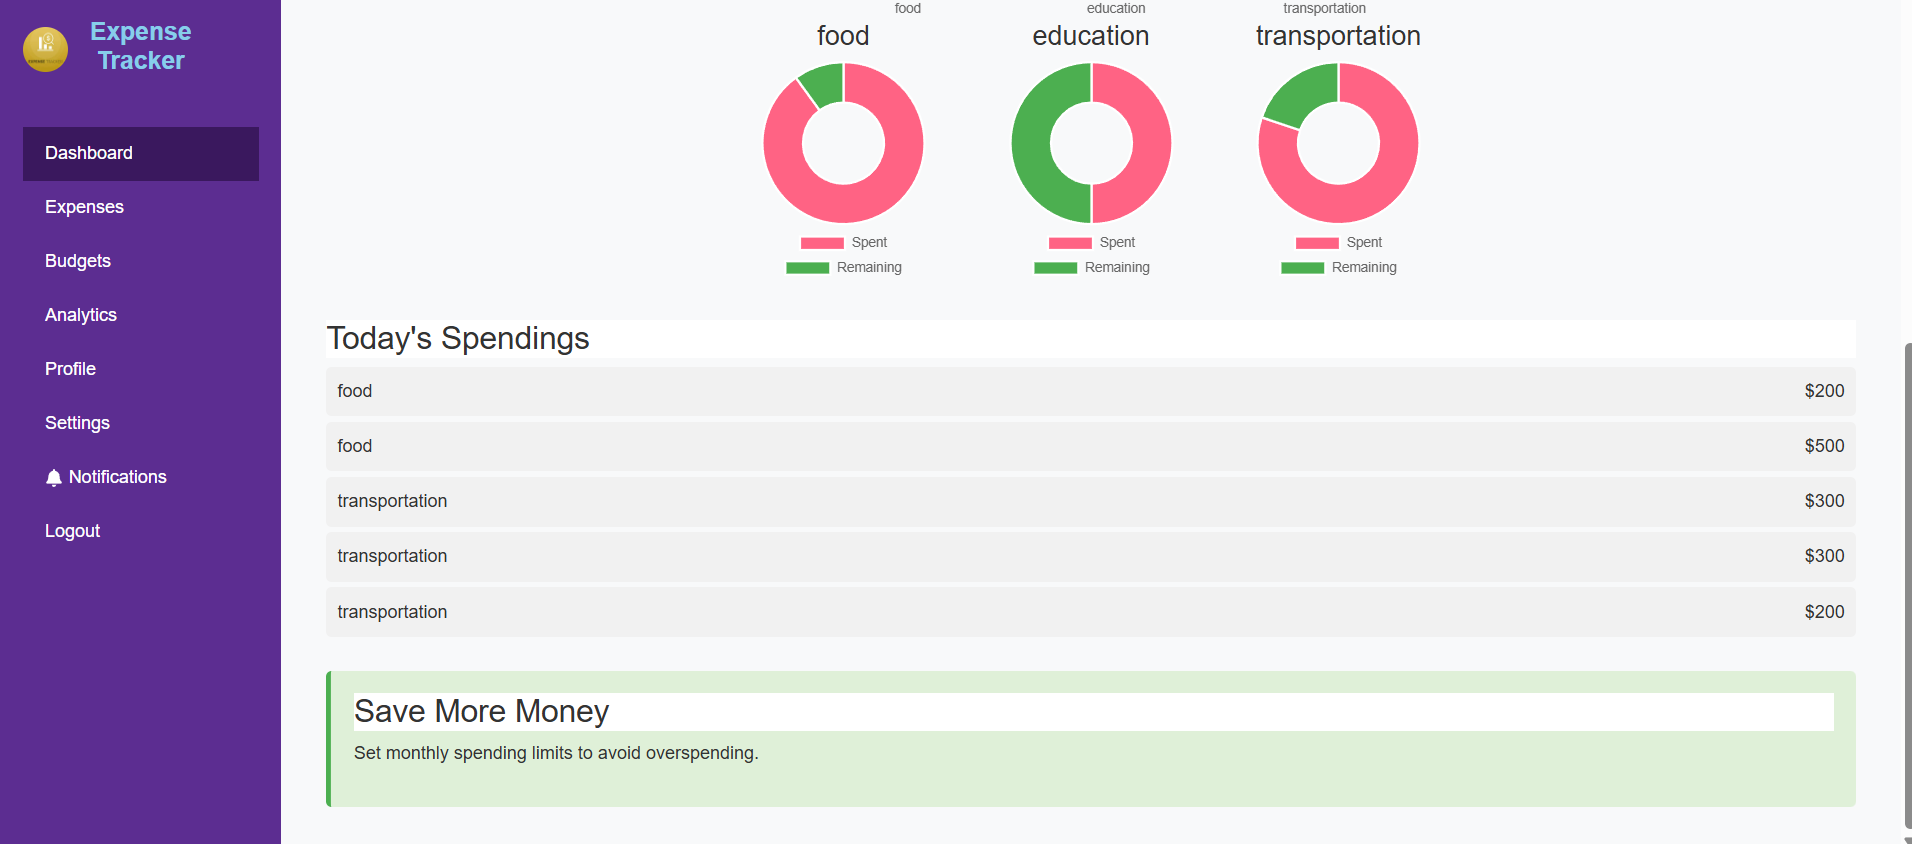 Expense
Tracker
Dashboard
Expenses
Budgets
Analytics
Profile
Settings
Notifications
Logout
food education transportation
food education transportation
Spent Spent Spent
Remaining Remaining Remaining
Today's Spendings
food $200
food $500
transportation $300
transportation $300
transportation $200
Save More Money
Set monthly spending limits to avoid overspending.